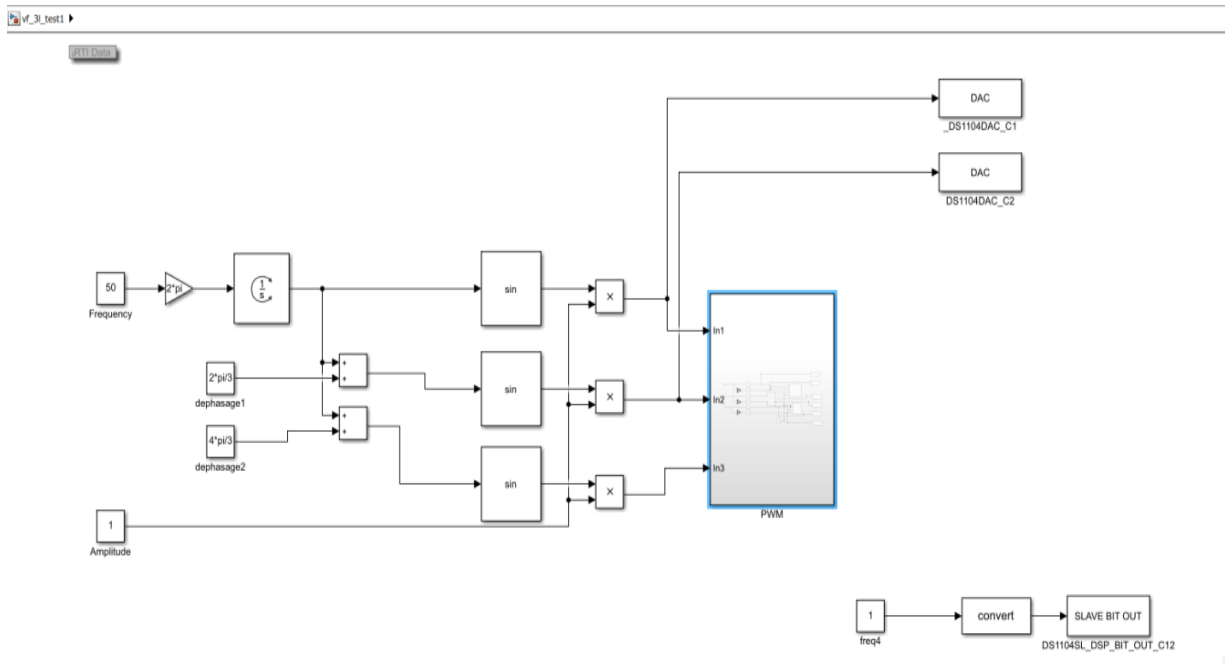 vf_3l_test1
RTI Data
DAC
_DS1104DAC_C1
DAC
DS1104DAC_C2
50
Frequency
2*pi
1
s
sin
×
In1
2*pi/3
dephasage1
+
+
sin
×
In2
4*pi/3
dephasage2
+
+
sin
×
In3
PWM
1
Amplitude
1
freq4
convert
SLAVE BIT OUT
DS1104SL_DSP_BIT_OUT_C12